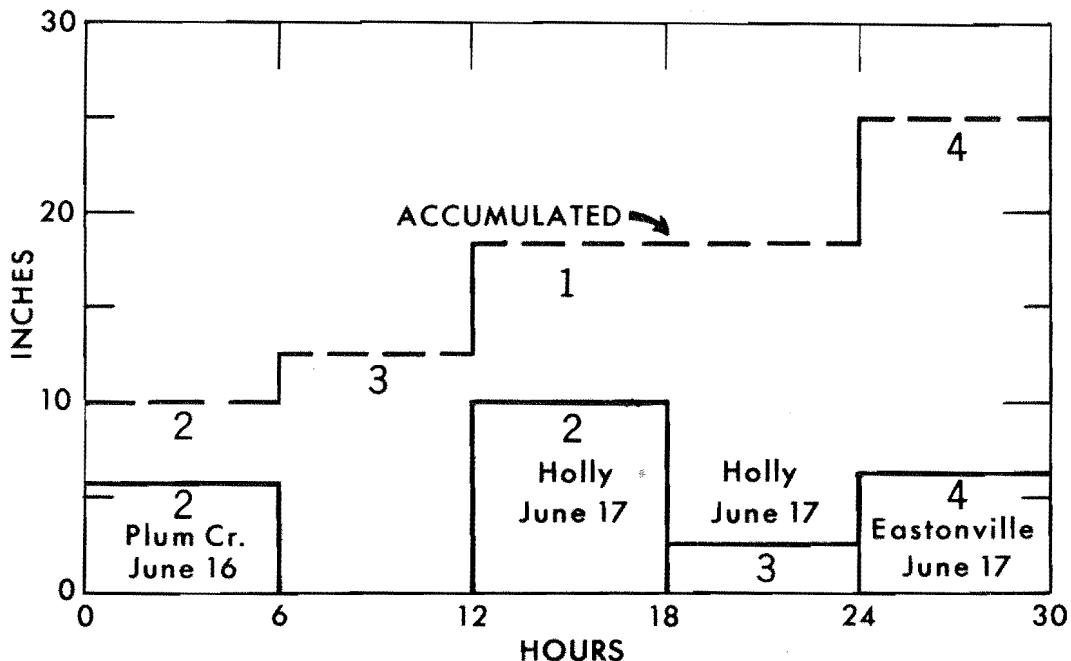 30
20
10
0
INCHES
ACCUMULATED
4
1
3
2
2
Plum Cr.
June 16
2
Holly
June 17
Holly
June 17
3
4
Eastonville
June 17
0 6 12 18 24 30
HOURS